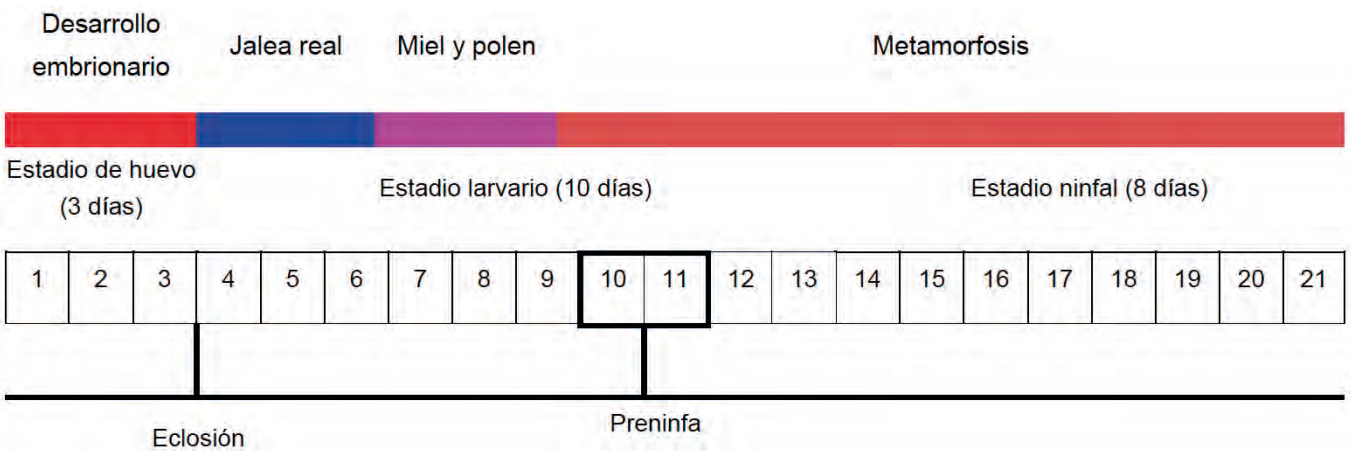 Desarrollo
embrionario
Jalea real
Miel y polen
Metamorfosis
Estadio de huevo
(3 días)
Estadio larvario (10 días)
Estadio ninfal (8 días)
1 2 3 4 5 6 7 8 9 10 11 12 13 14 15 16 17 18 19 20 21
Eclosión
Preninfa